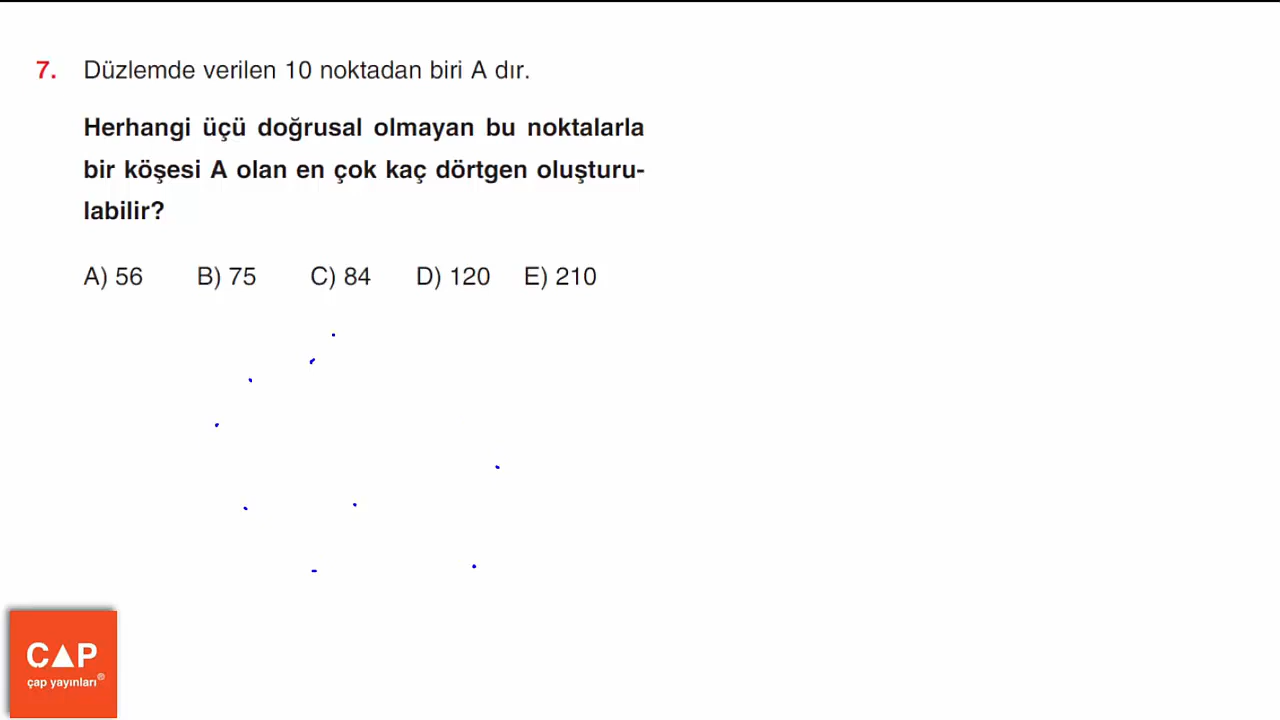 7. Düzlemde verilen 10 noktadan biri A dır.
Herhangi üçü doğrusal olmayan bu noktalarla
bir köşesi A olan en çok kaç dörtgen oluşturu-
labilir?
A) 56 B) 75 C) 84 D) 120 E) 210
CAP
çap yayınları®